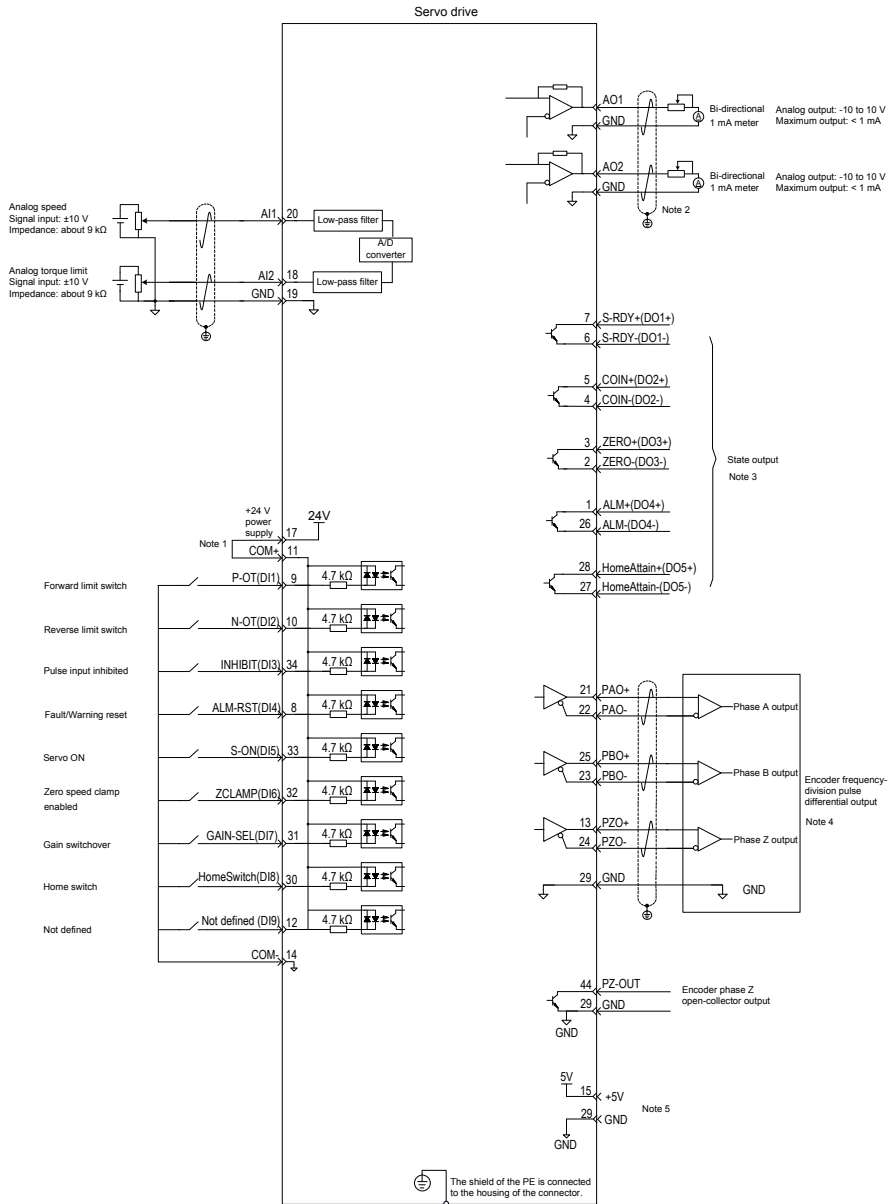 Servo drive
AO1
GND
Bi-directional
1 mA meter
Analog output: -10 to 10 V
Maximum output: < 1 mA
A
AO2
GND
Bi-directional
1 mA meter
Analog output: -10 to 10 V
Maximum output: < 1 mA
A
Note 2
Analog speed
Signal input: ±10 V
Impedance: about 9 kΩ
AI1 20
Low-pass filter
A/D
converter
Analog torque limit
Signal input: ±10 V
Impedance: about 9 kΩ
AI2 18
Low-pass filter
GND 19
7 S-RDY+(DO1+)
6 S-RDY-(DO1-)
5 COIN+(DO2+)
4 COIN-(DO2-)
3 ZERO+(DO3+)
2 ZERO-(DO3-)
1 ALM+(DO4+)
26 ALM-(DO4-)
28 HomeAttain+(DO5+)
27 HomeAttain-(DO5-)
State output
Note 3
+24 V
power
supply
17
24V
Note 1
COM+ 11
Forward limit switch
P-OT(DI1) 9 4.7 kΩ
Reverse limit switch
N-OT(DI2) 10 4.7 kΩ
Pulse input inhibited
INHIBIT(DI3) 34 4.7 kΩ
Fault/Warning reset
ALM-RST(DI4) 8 4.7 kΩ
Servo ON
S-ON(DI5) 33 4.7 kΩ
Zero speed clamp
enabled
ZCLAMP(DI6) 32 4.7 kΩ
Gain switchover
GAIN-SEL(DI7) 31 4.7 kΩ
Home switch
HomeSwitch(DI8) 30 4.7 kΩ
Not defined
Not defined (DI9) 12 4.7 kΩ
COM- 14
21 PAO+
22 PAO-
Phase A output
25 PBO+
23 PBO-
Phase B output
13 PZO+
24 PZO-
Phase Z output
29 GND
GND
Encoder frequency-
division pulse
differential output
Note 4
44 PZ-OUT
29 GND
GND
Encoder phase Z
open-collector output
5V
15 +5V
29 GND
GND
Note 5
The shield of the PE is connected
to the housing of the connector.